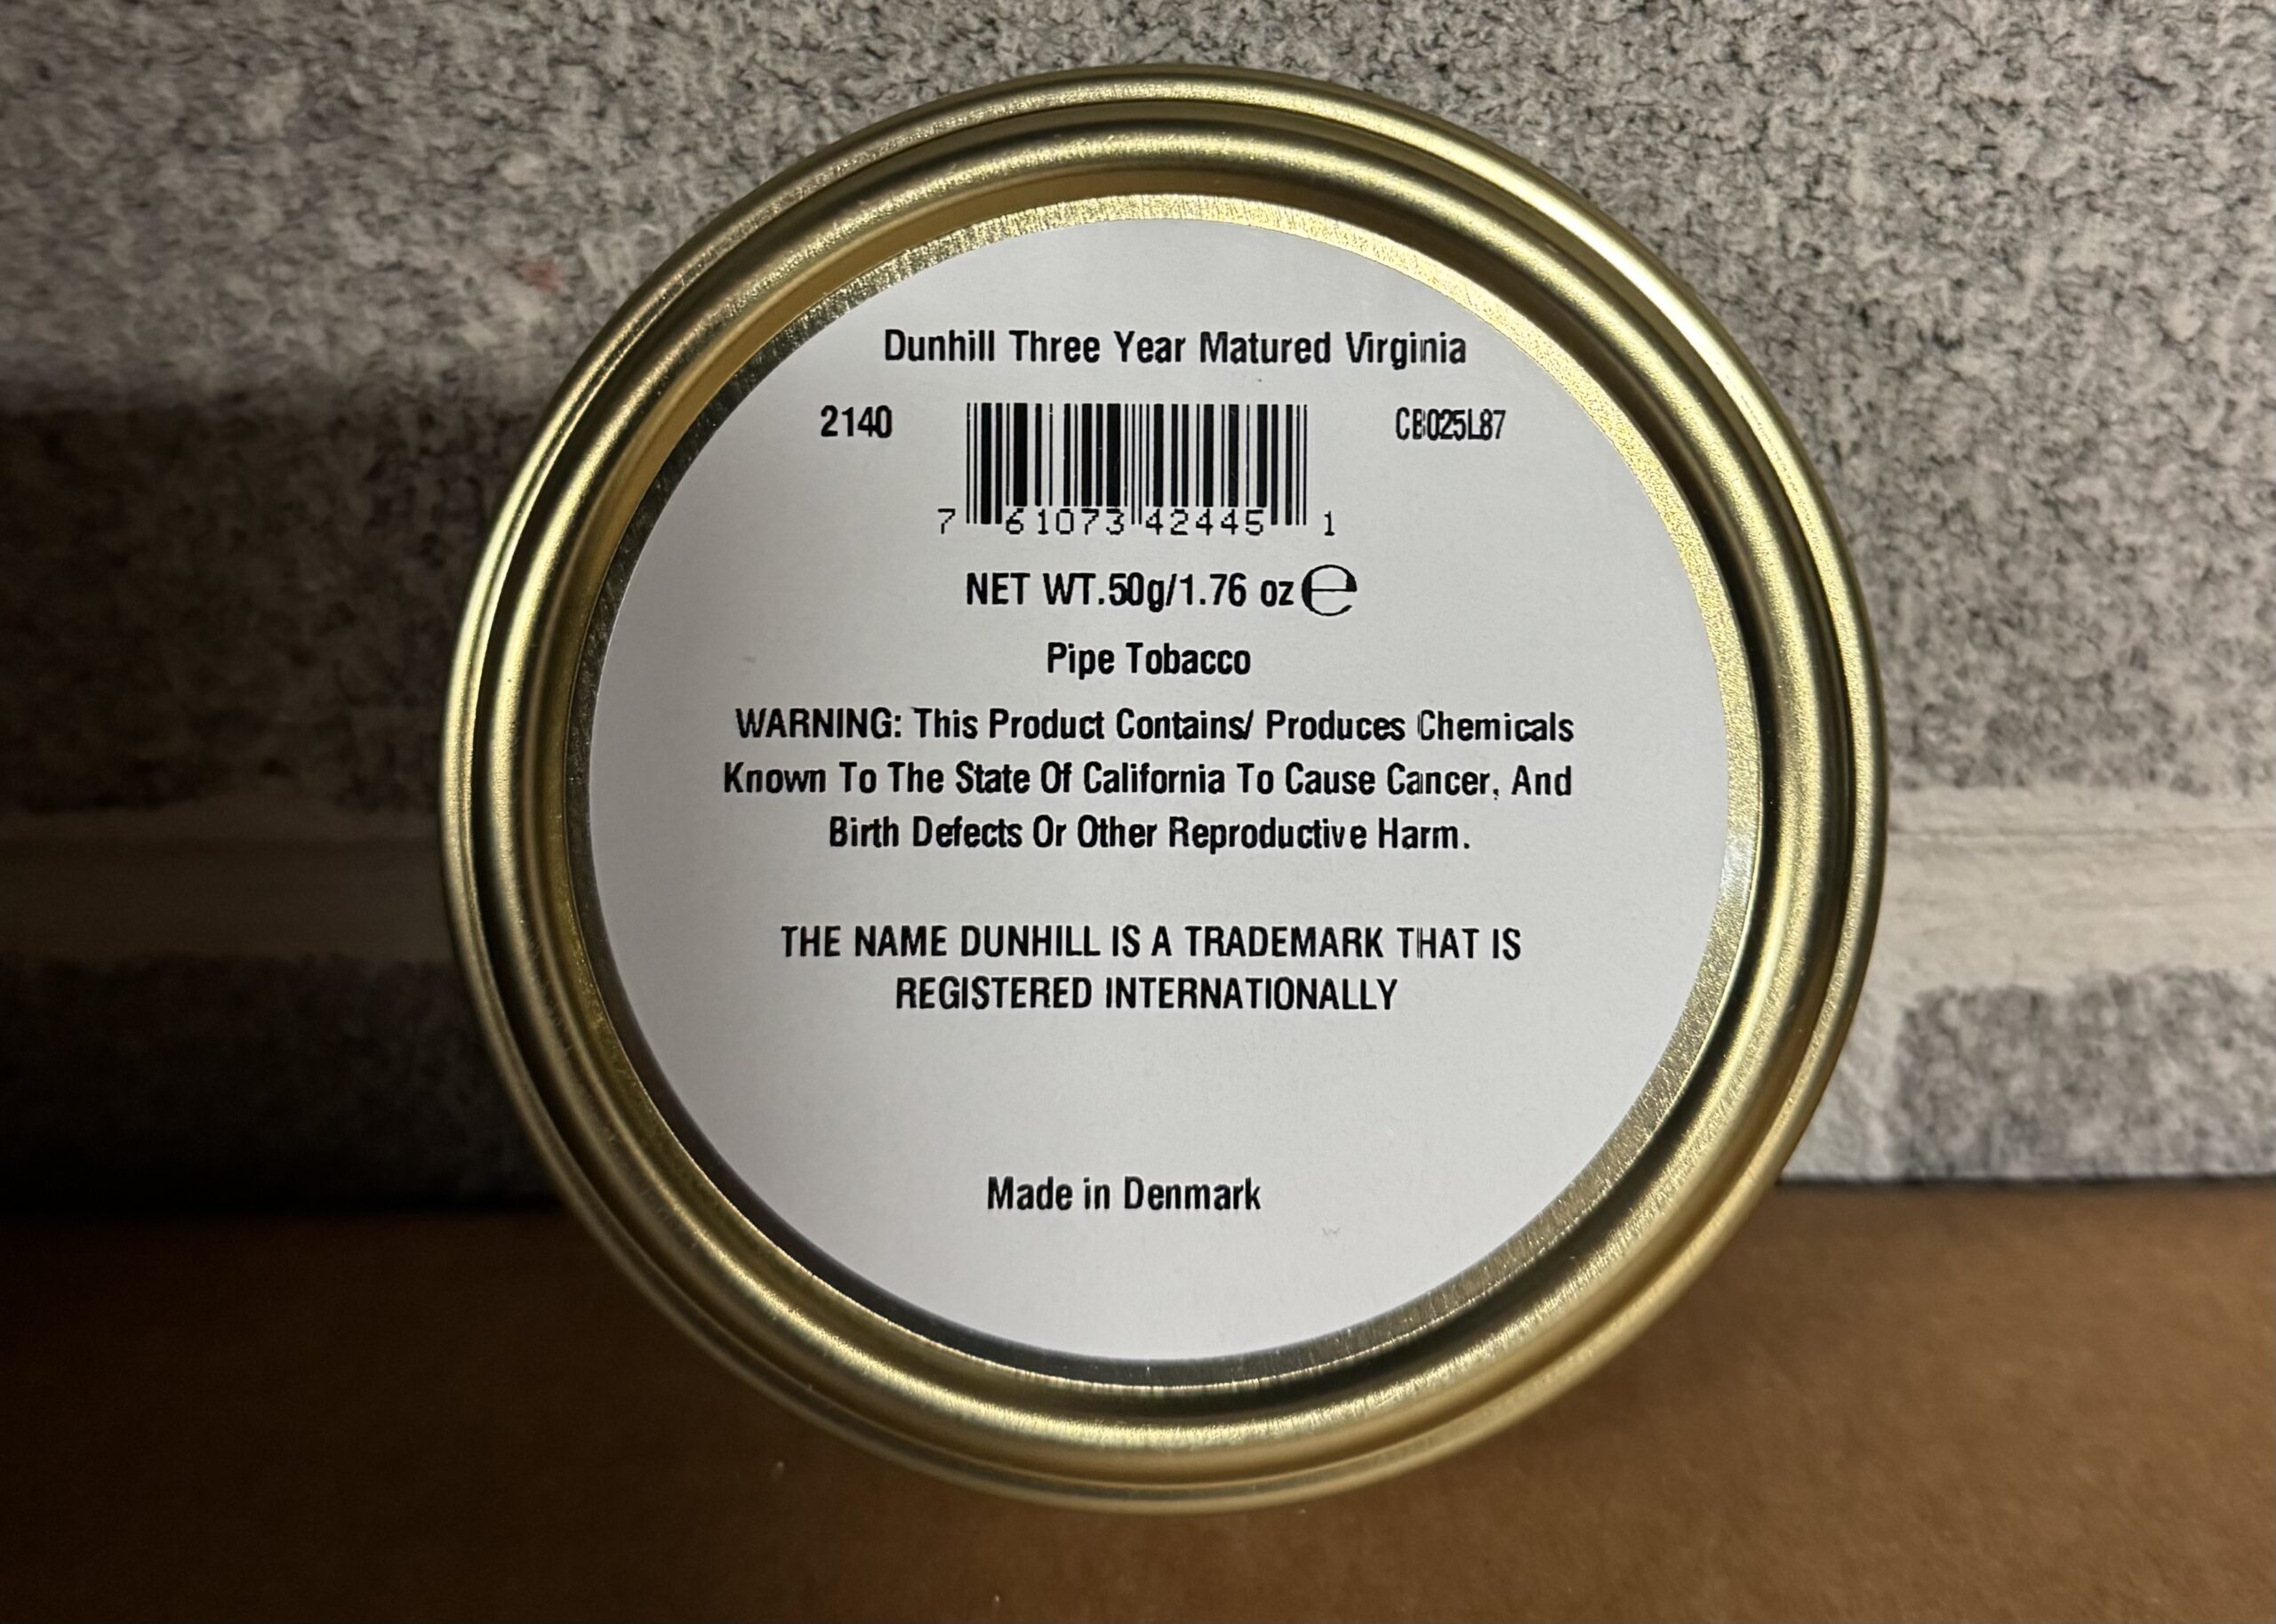 Dunhill Three Year Matured Virginia
2140 CB025L87
7 61073 42445 1
NET WT.50g/1.76 oz ℮
Pipe Tobacco
WARNING: This Product Contains/ Produces Chemicals
Known To The State Of California To Cause Cancer, And
Birth Defects Or Other Reproductive Harm.
THE NAME DUNHILL IS A TRADEMARK THAT IS
REGISTERED INTERNATIONALLY
Made in Denmark